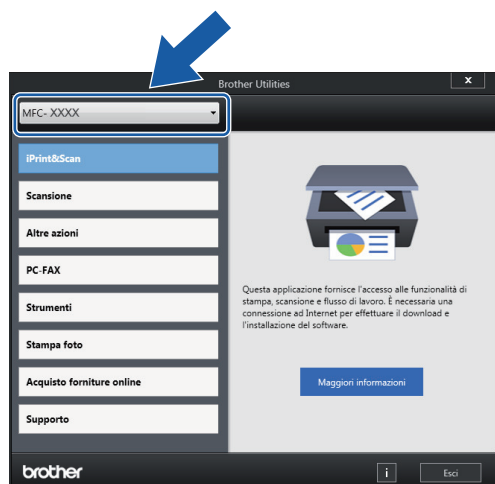 Brother Utilities
x
MFC- XXXX
iPrint&Scan
Scansione
Altre azioni
PC-FAX
Strumenti
Stampa foto
Acquisto forniture online
Supporto
Questa applicazione fornisce l'accesso alle funzionalità di
stampa, scansione e flusso di lavoro. È necessaria una
connessione ad Internet per effettuare il download e
l'installazione del software.
Maggiori informazioni
brother
i
Esci